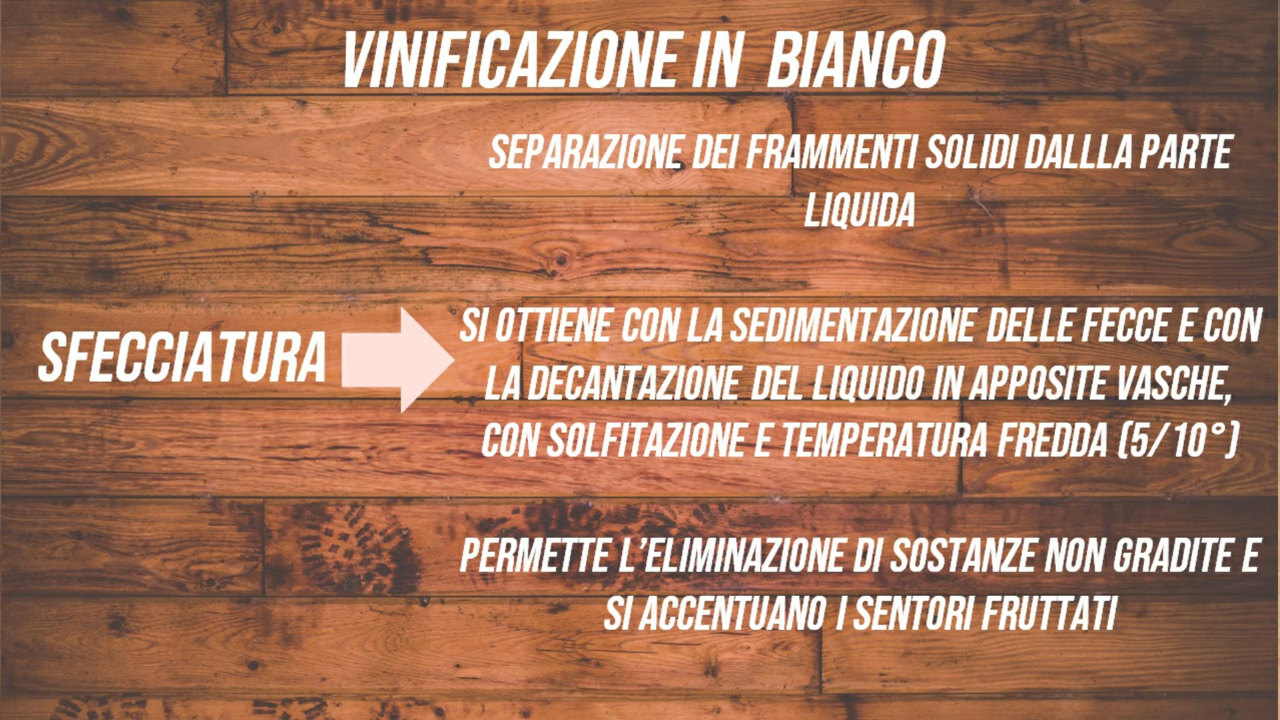 VINIFICAZIONE IN BIANCO
SEPARAZIONE DEI FRAMMENTI SOLIDI DALLLA PARTE
LIQUIDA
SFECCIATURA
SI OTTIENE CON LA SEDIMENTAZIONE DELLE FECCE E CON
LA DECANTAZIONE DEL LIQUIDO IN APPOSITE VASCHE,
CON SOLFITAZIONE E TEMPERATURA FREDDA (5/10°)
PERMETTE L'ELIMINAZIONE DI SOSTANZE NON GRADITE E
SI ACCENTUANO I SENTORI FRUTTATI